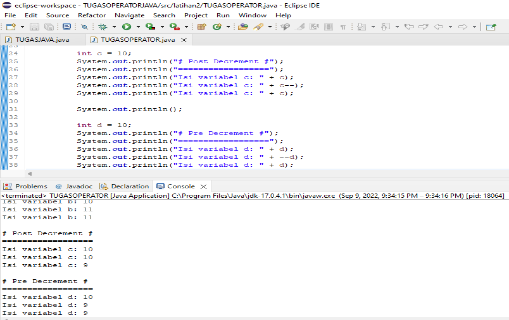 eclipse-workspace - TUGASOPERATORJAVA/src/latihan2/TUGASOPERATOR.java - Eclipse IDE
File Edit Source Refactor Navigate Search Project Run Window Help
TUGASJAVA.java TUGASOPERATOR.java
24 int c = 10;
25 System.out.println("# Post Decrement #");
26 System.out.println("===================");
27 System.out.println("Isi variabel c: " + c);
28 System.out.println("Isi variabel c: " + c--);
29 System.out.println("Isi variabel c: " + c);
30
31 System.out.println();
32
33 int d = 10;
34 System.out.println("# Pre Decrement #");
35 System.out.println("===================");
36 System.out.println("Isi variabel d: " + d);
37 System.out.println("Isi variabel d: " + --d);
38 System.out.println("Isi variabel d: " + d);
Problems Javadoc Declaration Console
<terminated> TUGASOPERATOR [Java Application] C:\Program Files\Java\jdk-17.0.4.1\bin\javaw.exe (Sep 9, 2022, 9:34:15 PM – 9:34:16 PM) [pid: 18064]
Isi variabel b: 10
Isi variabel b: 11
Isi variabel b: 11
# Post Decrement #
===================
Isi variabel c: 10
Isi variabel c: 10
Isi variabel c: 9
# Pre Decrement #
===================
Isi variabel d: 10
Isi variabel d: 9
Isi variabel d: 9